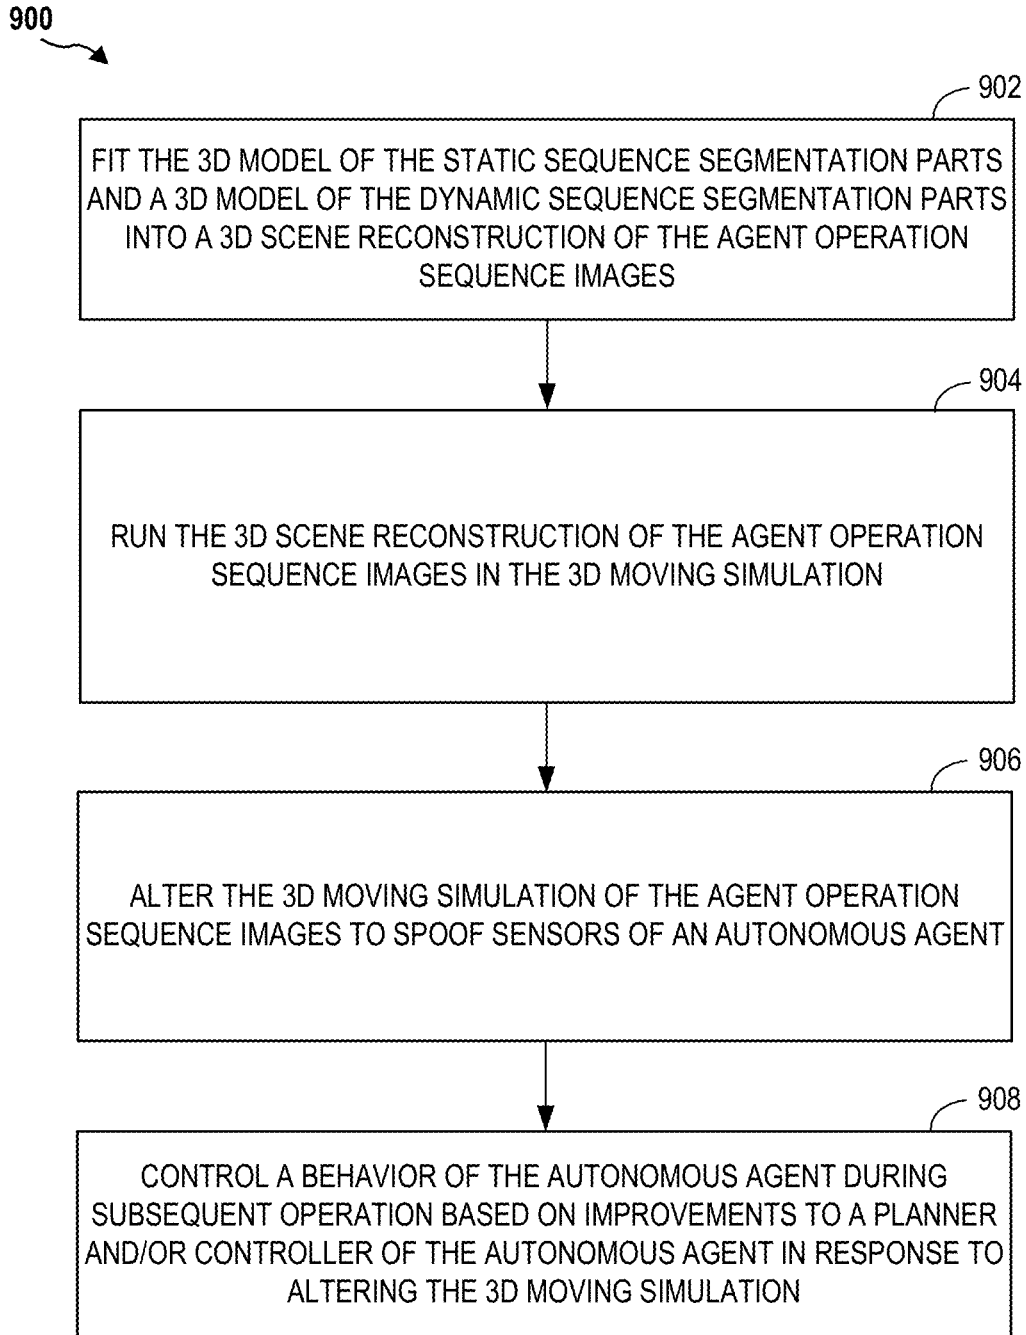 900
902
FIT THE 3D MODEL OF THE STATIC SEQUENCE SEGMENTATION PARTS
AND A 3D MODEL OF THE DYNAMIC SEQUENCE SEGMENTATION PARTS
INTO A 3D SCENE RECONSTRUCTION OF THE AGENT OPERATION
SEQUENCE IMAGES
904
RUN THE 3D SCENE RECONSTRUCTION OF THE AGENT OPERATION
SEQUENCE IMAGES IN THE 3D MOVING SIMULATION
906
ALTER THE 3D MOVING SIMULATION OF THE AGENT OPERATION
SEQUENCE IMAGES TO SPOOF SENSORS OF AN AUTONOMOUS AGENT
908
CONTROL A BEHAVIOR OF THE AUTONOMOUS AGENT DURING
SUBSEQUENT OPERATION BASED ON IMPROVEMENTS TO A PLANNER
AND/OR CONTROLLER OF THE AUTONOMOUS AGENT IN RESPONSE TO
ALTERING THE 3D MOVING SIMULATION